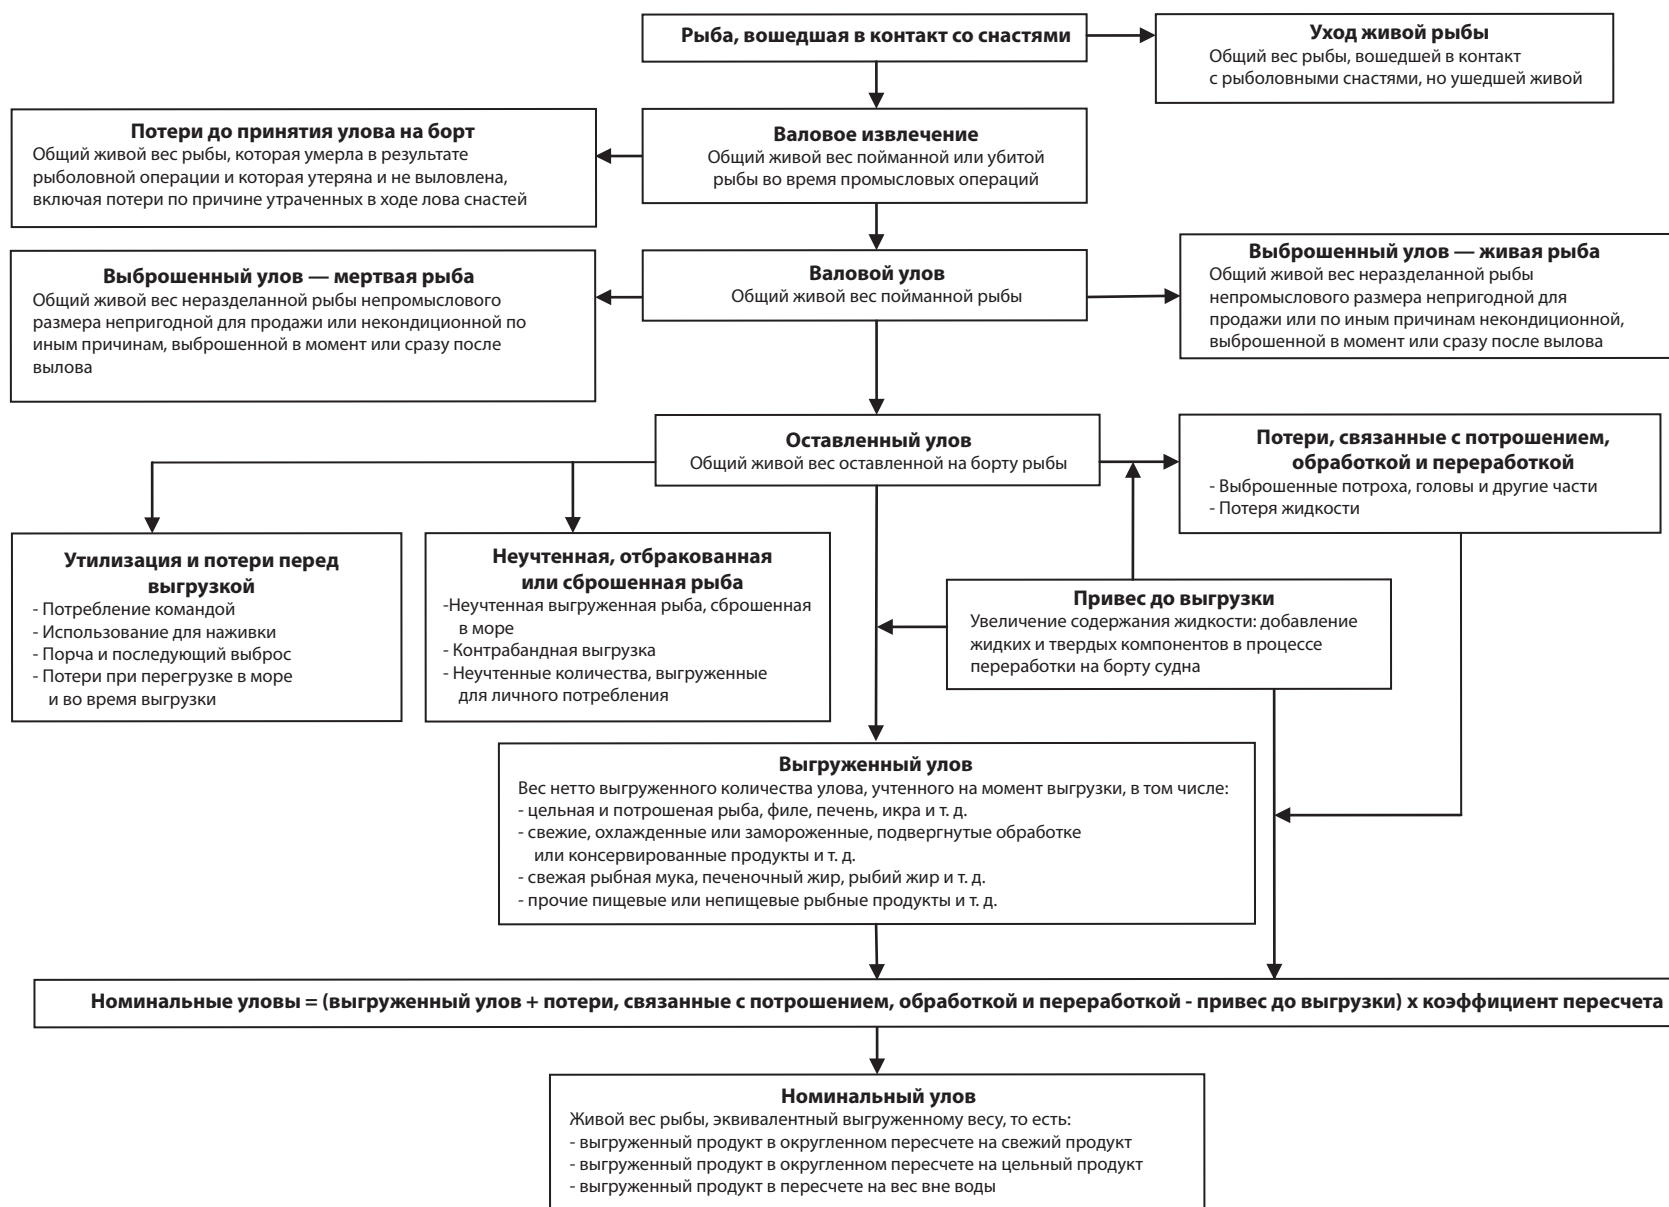 Рыба, вошедшая в контакт со снастями
Уход живой рыбы
Общий вес рыбы, вошедшей в контакт
с рыболовными снастями, но ушедшей живой
Потери до принятия улова на борт
Общий живой вес рыбы, которая умерла в результате
рыболовной операции и которая утеряна и не выловлена,
включая потери по причине утраченных в ходе лова снастей
Валовое извлечение
Общий живой вес пойманной или убитой
рыбы во время промысловых операций
Выброшенный улов — мертвая рыба
Общий живой вес неразделанной рыбы непромыслового
размера непригодной для продажи или некондиционной по
иным причинам, выброшенной в момент или сразу после
вылова
Валовой улов
Общий живой вес пойманной рыбы
Выброшенный улов — живая рыба
Общий живой вес неразделанной рыбы
непромыслового размера непригодной для
продажи или по иным причинам некондиционной,
выброшенной в момент или сразу после вылова
Оставленный улов
Общий живой вес оставленной на борту рыбы
Потери, связанные с потрошением,
обработкой и переработкой
- Выброшенные потроха, головы и другие части
- Потеря жидкости
Утилизация и потери перед
выгрузкой
- Потребление командой
- Использование для наживки
- Порча и последующий выброс
- Потери при перегрузке в море
и во время выгрузки
Неучтенная, отбракованная
или сброшенная рыба
-Неучтенная выгруженная рыба, сброшенная
в море
- Контрабандная выгрузка
- Неучтенные количества, выгруженные
для личного потребления
Привес до выгрузки
Увеличение содержания жидкости: добавление
жидких и твердых компонентов в процессе
переработки на борту судна
Выгруженный улов
Вес нетто выгруженного количества улова, учтенного на момент выгрузки, в том числе:
- цельная и потрошеная рыба, филе, печень, икра и т. д.
- свежие, охлажденные или замороженные, подвергнутые обработке
или консервированные продукты и т. д.
- свежая рыбная мука, печеночный жир, рыбий жир и т. д.
- прочие пищевые или непищевые рыбные продукты и т. д.
Номинальные уловы = (выгруженный улов + потери, связанные с потрошением, обработкой и переработкой - привес до выгрузки) х коэффициент пересчета
Номинальный улов
Живой вес рыбы, эквивалентный выгруженному весу, то есть:
- выгруженный продукт в округленном пересчете на свежий продукт
- выгруженный продукт в округленном пересчете на цельный продукт
- выгруженный продукт в пересчете на вес вне воды